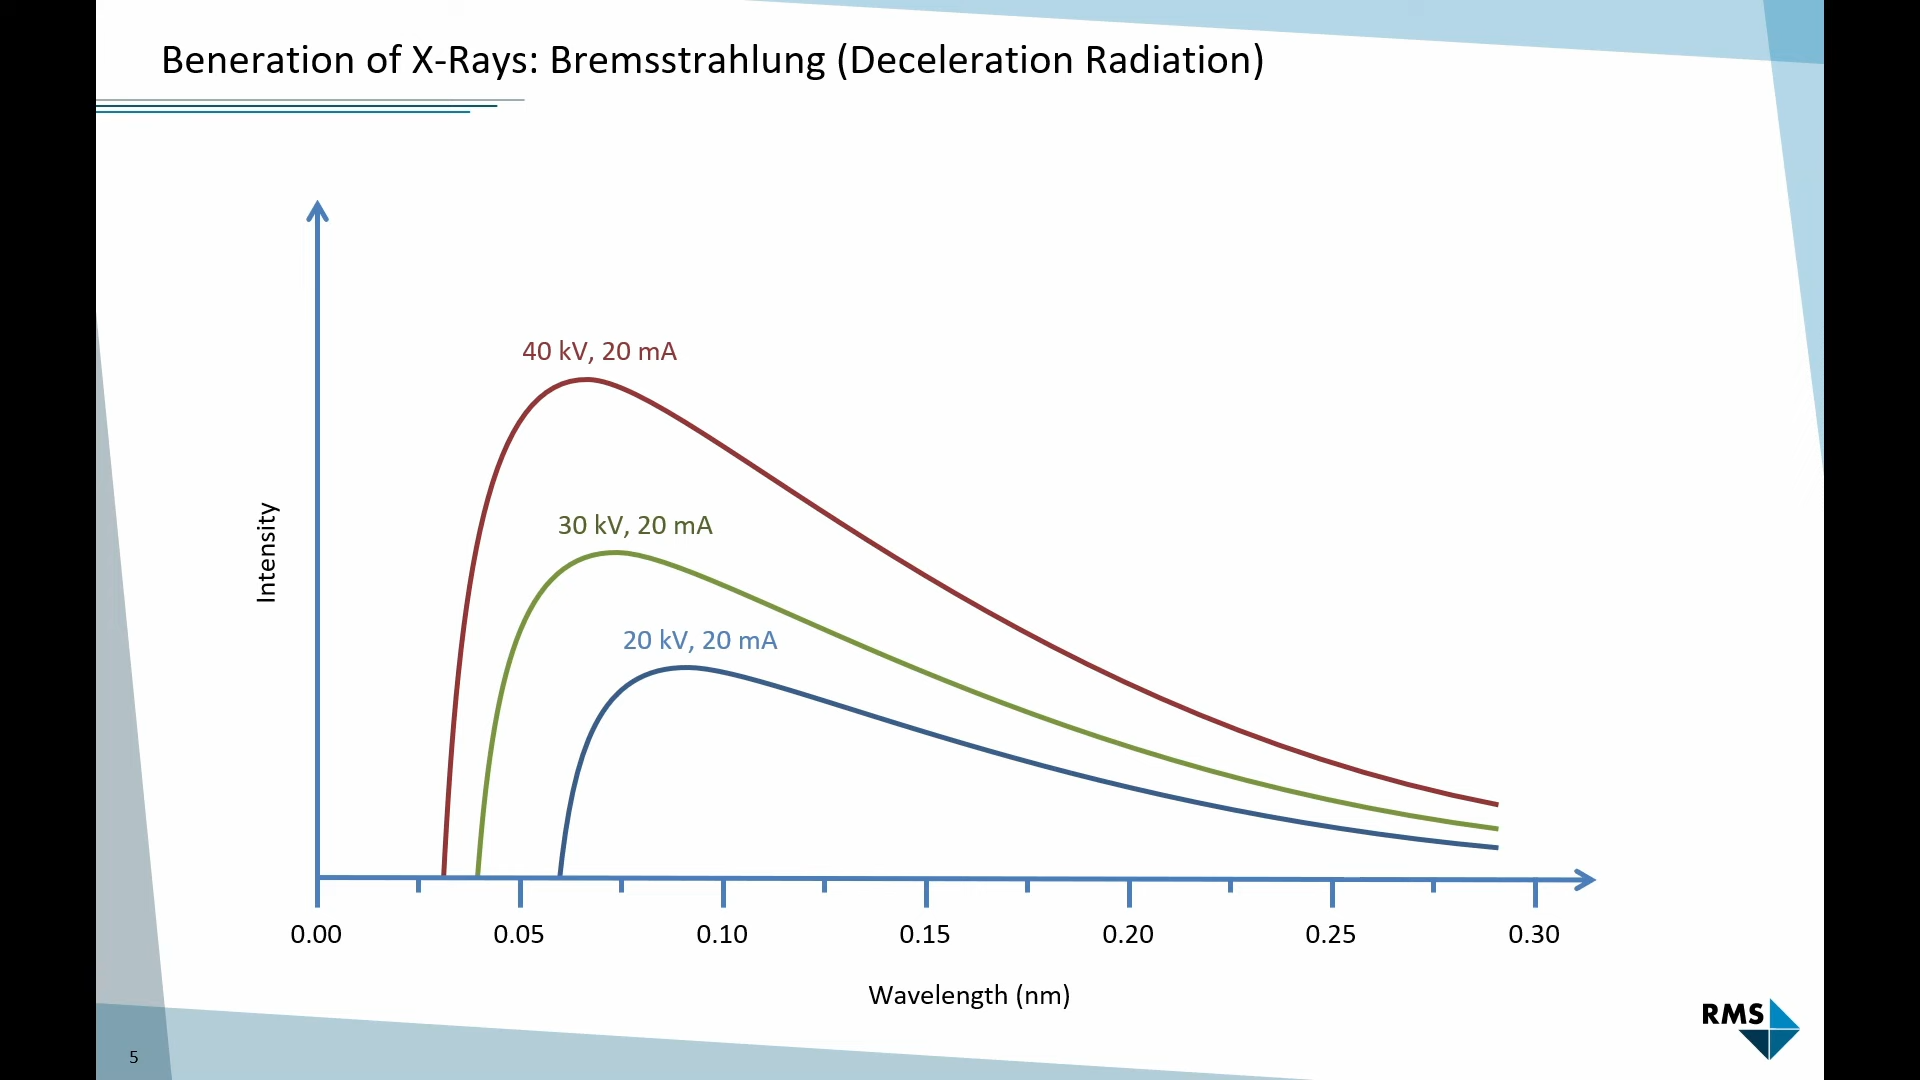 Beneration of X-Rays: Bremsstrahlung (Deceleration Radiation)
40 kV, 20 mA
30 kV, 20 mA
20 kV, 20 mA
Intensity
0.00 0.05 0.10 0.15 0.20 0.25 0.30
Wavelength (nm)
RMS
5